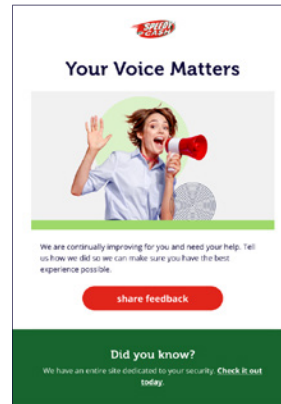 SPEEDY
CASH
Your Voice Matters
We are continually improving for you and need your help. Tell
us how we did so we can make sure you have the best
experience possible.
share feedback
Did you know?
We have an entire site dedicated to your security. Check it out
today.